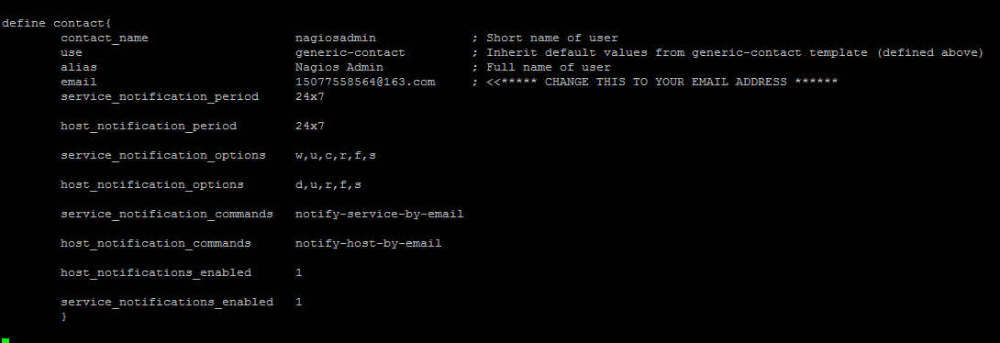 define contact{
contact_name nagiosadmin ; Short name of user
use generic-contact ; Inherit default values from generic-contact template (defined above)
alias Nagios Admin ; Full name of user
email 15077558564@163.com ; <<***** CHANGE THIS TO YOUR EMAIL ADDRESS ******
service_notification_period 24x7
host_notification_period 24x7
service_notification_options w,u,c,r,f,s
host_notification_options d,u,r,f,s
service_notification_commands notify-service-by-email
host_notification_commands notify-host-by-email
host_notifications_enabled 1
service_notifications_enabled 1
}